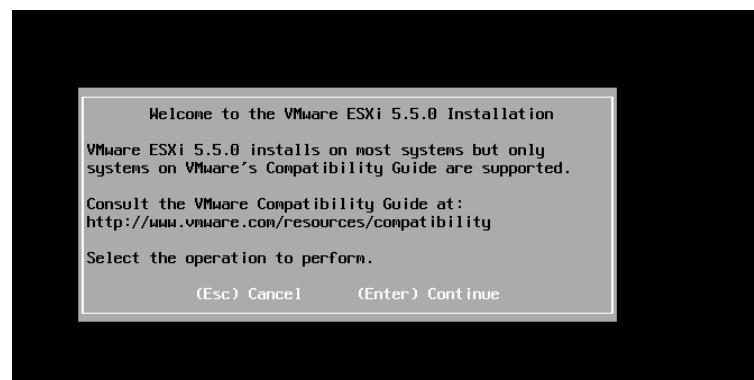 Welcome to the VMware ESXi 5.5.0 Installation
VMware ESXi 5.5.0 installs on most systems but only
systems on VMware's Compatibility Guide are supported.
Consult the VMware Compatibility Guide at:
http://www.vmware.com/resources/compatibility
Select the operation to perform.
(Esc) Cancel (Enter) Continue